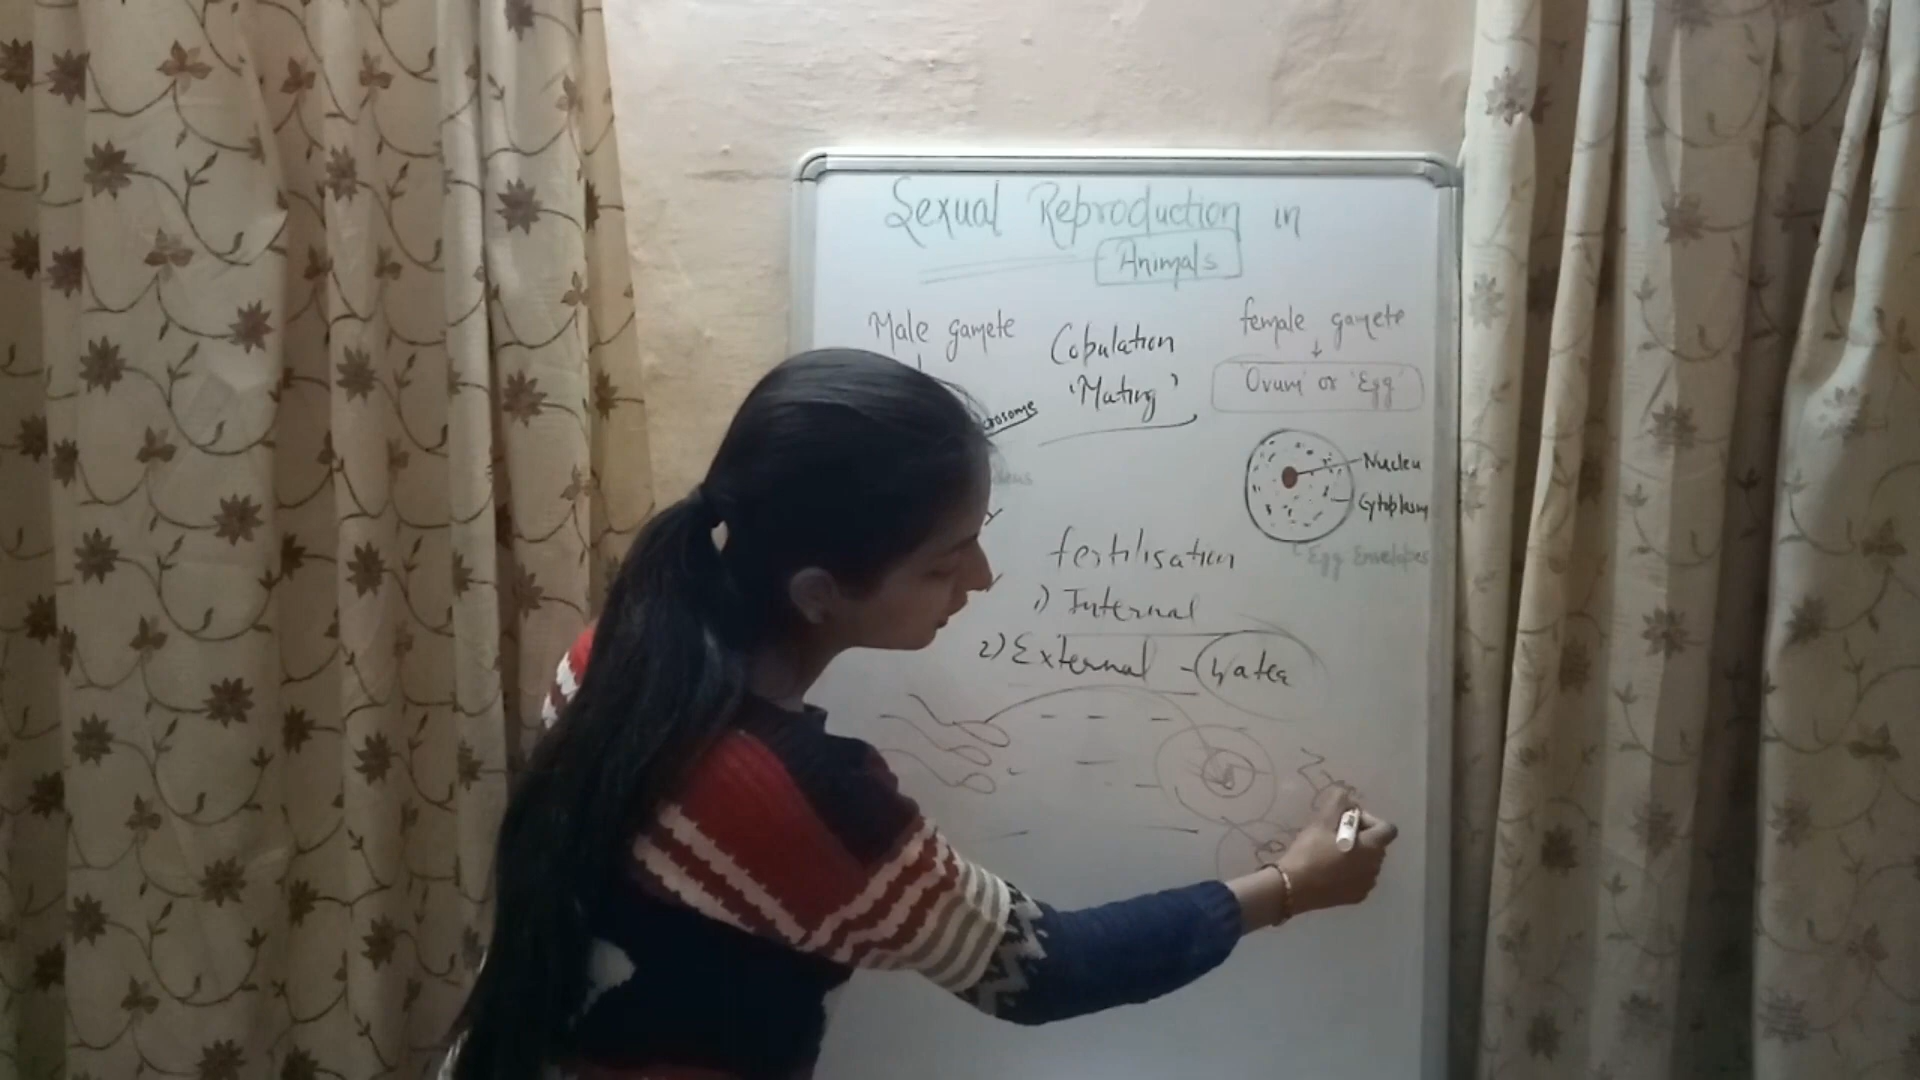 Sexual Reproduction in
Animals
Male gamete
Copulation
'Mating'
female gamete
'Ovum' or 'Egg'
Nucleu
Cytoplasm
Egg Envelopes
fertilisation
1) Internal
2) External - Water